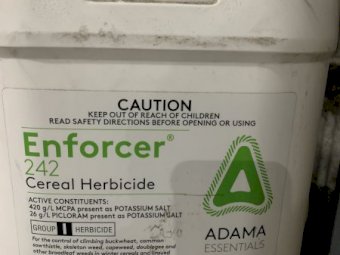 CAUTION
KEEP OUT OF REACH OF CHILDREN
READ SAFETY DIRECTIONS BEFORE OPENING OR USING
Enforcer®
242
Cereal Herbicide
ACTIVE CONSTITUENTS:
420 g/L MCPA present as POTASSIUM SALT
26 g/L PICLORAM present as POTASSIUM SALT
GROUP I HERBICIDE
ADAMA
ESSENTIALS
For the control of climbing buckwheat, common
sowthistle, skeleton weed, capeweed, doublegee and
other broadleaf weeds in winter cereals and